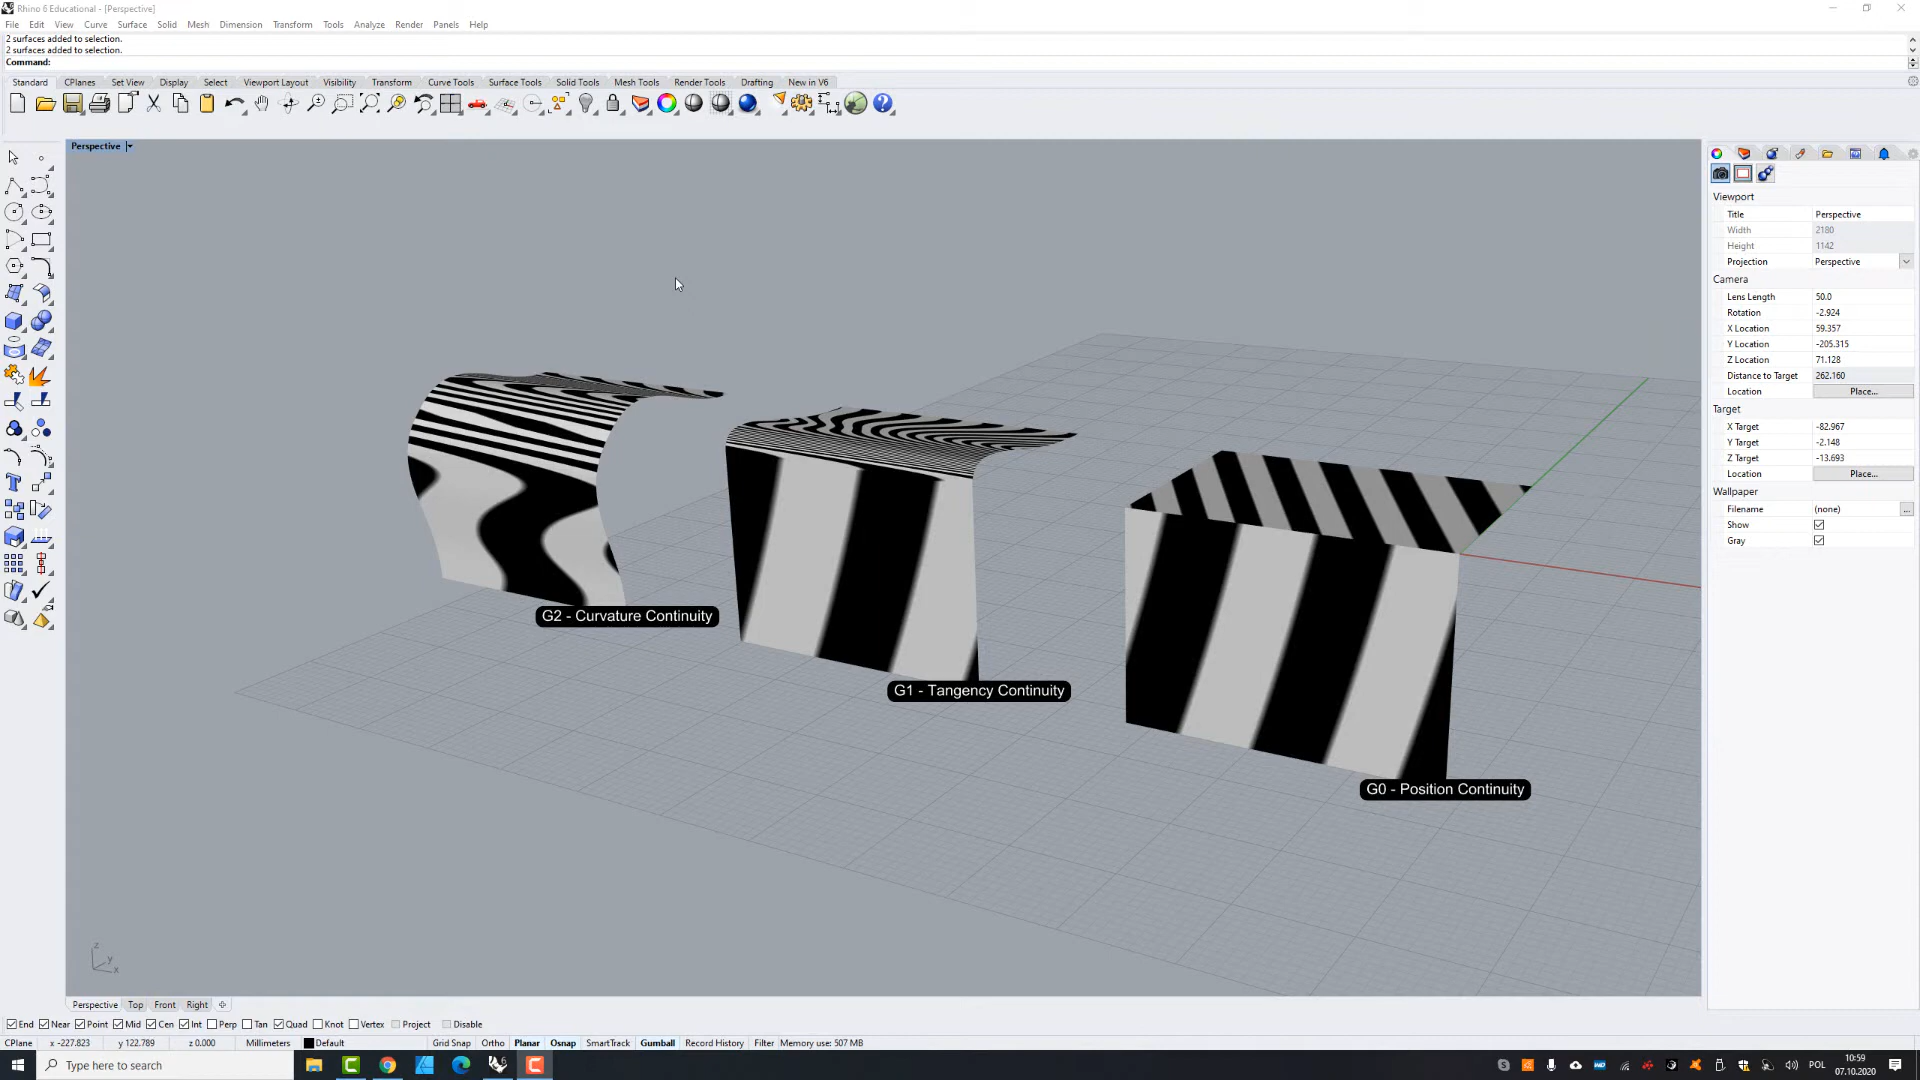 Rhino 6 Educational - [Perspective]
File Edit View Curve Surface Solid Mesh Dimension Transform Tools Analyze Render Panels Help
2 surfaces added to selection.
2 surfaces added to selection.
Command:
Standard CPlanes Set View Display Select Viewport Layout Visibility Transform Curve Tools Surface Tools Solid Tools Mesh Tools Render Tools Drafting New in V6
Perspective
Viewport
Title Perspective
Width 2180
Height 1142
Projection Perspective
Camera
Lens Length 50.0
Rotation -2.924
X Location 59.357
Y Location -205.315
Z Location 71.128
Distance to Target 262.160
Location Place...
Target
X Target -82.967
Y Target -2.148
Z Target -13.693
Location Place...
Wallpaper
Filename (none) ...
Show
Gray
G2 - Curvature Continuity
G1 - Tangency Continuity
G0 - Position Continuity
z
y
x
Perspective Top Front Right
End Near Point Mid Cen Int Perp Tan Quad Knot Vertex Project Disable
CPlane x -227.823 y 122.789 z 0.000 Millimeters Default Grid Snap Ortho Planar Osnap SmartTrack Gumball Record History Filter Memory use: 507 MB
Type here to search
POL
10:59
07.10.2020